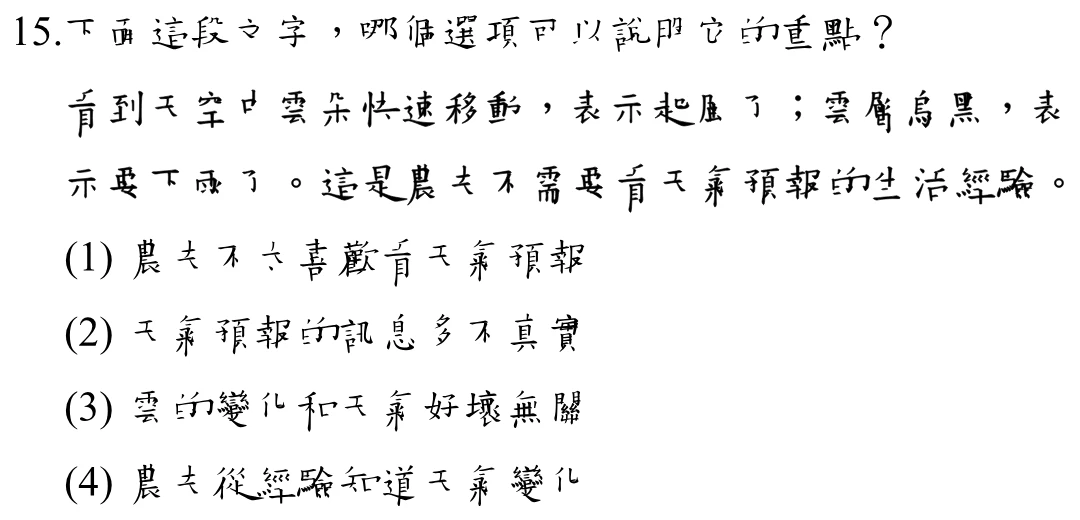 15.下面這段文字，哪個選項可以說明它的重點？
看到天空中雲朵快速移動，表示起風了；雲層烏黑，表
示要下雨了。這是農夫不需要看天氣預報的生活經驗。
(1) 農夫不太喜歡看天氣預報
(2) 天氣預報的訊息多不真實
(3) 雲的變化和天氣好壞無關
(4) 農夫從經驗知道天氣變化